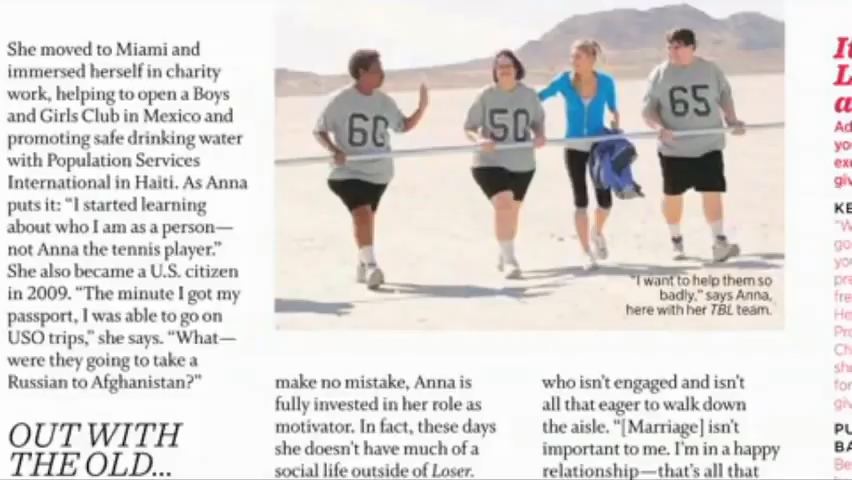 She moved to Miami and
immersed herself in charity
work, helping to open a Boys
and Girls Club in Mexico and
promoting safe drinking water
with Population Services
International in Haiti. As Anna
puts it: “I started learning
about who I am as a person—
not Anna the tennis player.”
She also became a U.S. citizen
in 2009. “The minute I got my
passport, I was able to go on
USO trips,” she says. “What—
were they going to take a
Russian to Afghanistan?”
OUT WITH
THE OLD...
60
50
65
“I want to help them so
badly,” says Anna,
here with her TBL team.
make no mistake, Anna is
fully invested in her role as
motivator. In fact, these days
she doesn’t have much of a
social life outside of Loser.
who isn’t engaged and isn’t
all that eager to walk down
the aisle. “[Marriage] isn’t
important to me. I’m in a happy
relationship—that’s all that